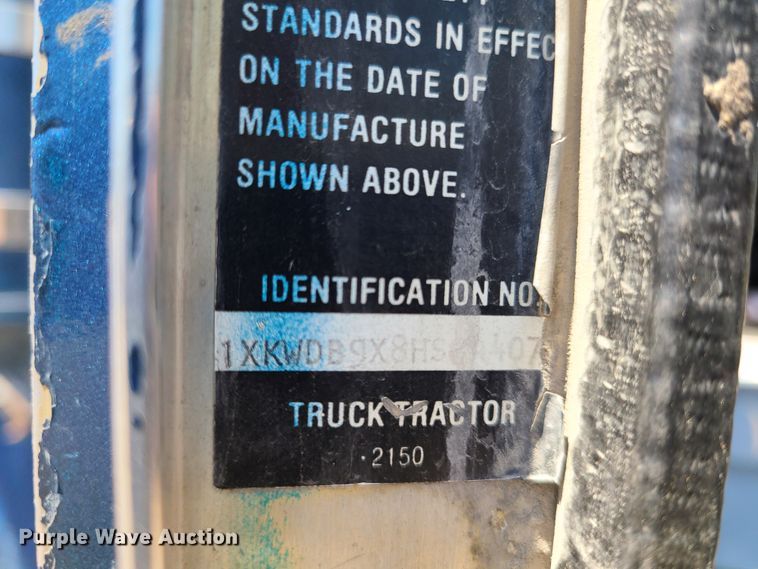 STANDARDS IN EFFEC
ON THE DATE OF
MANUFACTURE
SHOWN ABOVE.
IDENTIFICATION NO
TRUCK TRACTOR
·2150
Purple Wave Auction